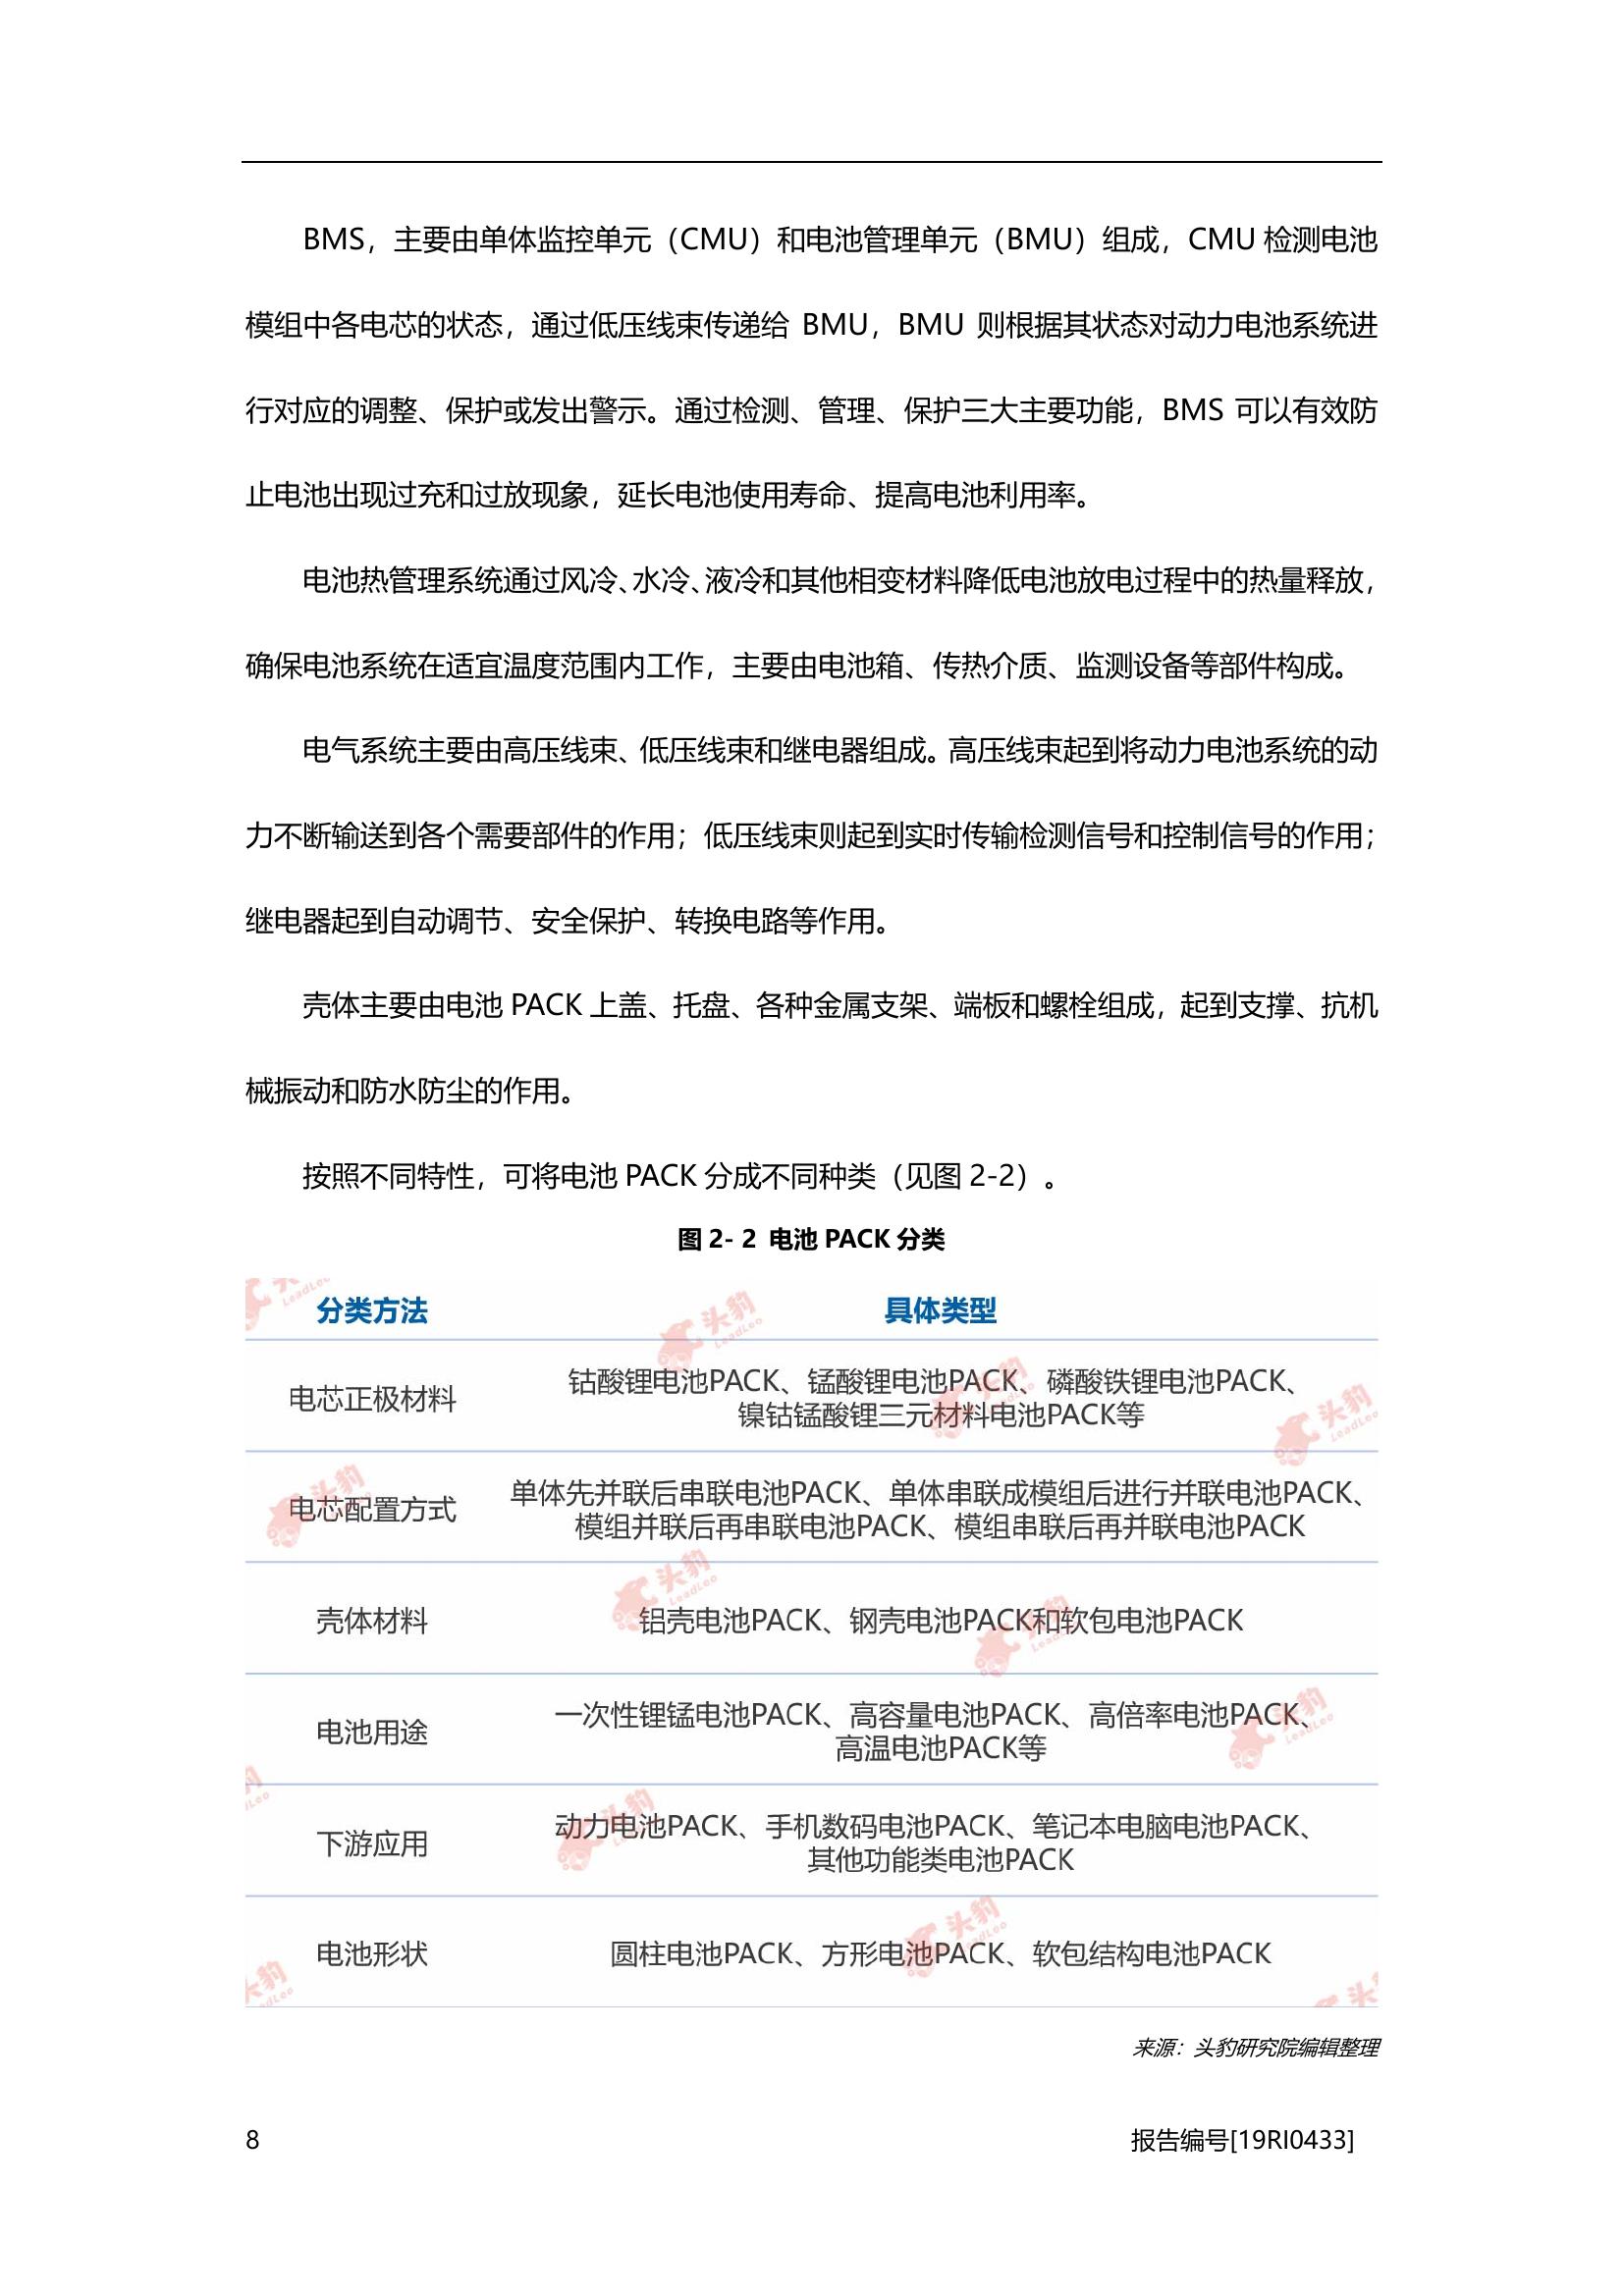 BMS，主要由单体监控单元（CMU）和电池管理单元（BMU）组成，CMU 检测电池
模组中各电芯的状态，通过低压线束传递给 BMU，BMU 则根据其状态对动力电池系统进
行对应的调整、保护或发出警示。通过检测、管理、保护三大主要功能，BMS 可以有效防
止电池出现过充和过放现象，延长电池使用寿命、提高电池利用率。
电池热管理系统通过风冷、水冷、液冷和其他相变材料降低电池放电过程中的热量释放，
确保电池系统在适宜温度范围内工作，主要由电池箱、传热介质、监测设备等部件构成。
电气系统主要由高压线束、低压线束和继电器组成。高压线束起到将动力电池系统的动
力不断输送到各个需要部件的作用；低压线束则起到实时传输检测信号和控制信号的作用；
继电器起到自动调节、安全保护、转换电路等作用。
壳体主要由电池 PACK 上盖、托盘、各种金属支架、端板和螺栓组成，起到支撑、抗机
械振动和防水防尘的作用。
按照不同特性，可将电池 PACK 分成不同种类（见图 2-2）。
图 2- 2 电池 PACK 分类
分类方法 具体类型
电芯正极材料
钴酸锂电池PACK、锰酸锂电池PACK、磷酸铁锂电池PACK、
镍钴锰酸锂三元材料电池PACK等
电芯配置方式
单体先并联后串联电池PACK、单体串联成模组后进行并联电池PACK、
模组并联后再串联电池PACK、模组串联后再并联电池PACK
壳体材料
铝壳电池PACK、钢壳电池PACK和软包电池PACK
电池用途
一次性锂锰电池PACK、高容量电池PACK、高倍率电池PACK、
高温电池PACK等
下游应用
动力电池PACK、手机数码电池PACK、笔记本电脑电池PACK、
其他功能类电池PACK
电池形状
圆柱电池PACK、方形电池PACK、软包结构电池PACK
头豹
LeadLeo
来源：头豹研究院编辑整理
8
报告编号[19RI0433]